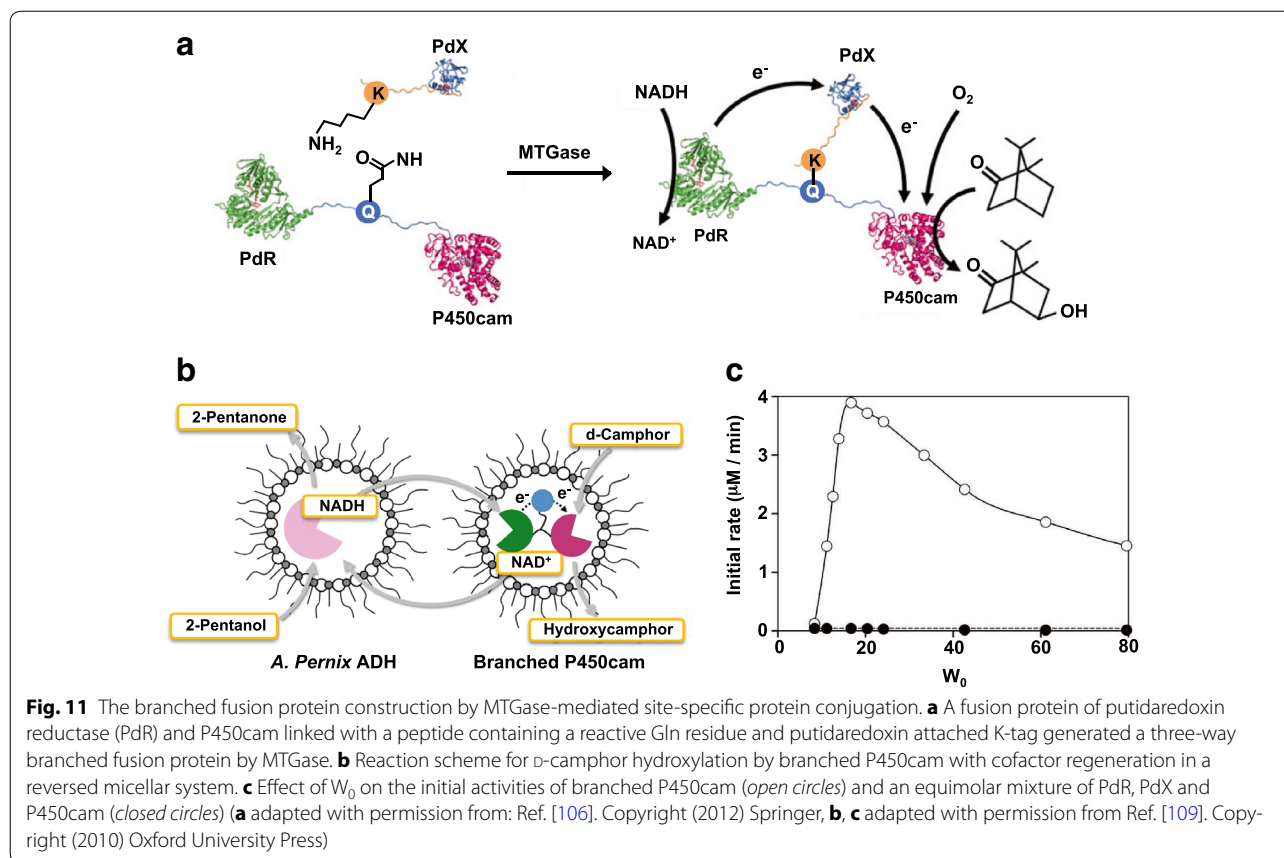 a
PdX
K
NH2
O
NH
Q
PdR
P450cam
MTGase
NADH
NAD+
PdR
e-
PdX
K
Q
e-
O2
P450cam
O
O
OH
b
2-Pentanone
NADH
2-Pentanol
A. Pernix ADH
d-Camphor
e- e-
NAD+
Hydroxycamphor
Branched P450cam
c
Initial rate (μM / min)
4
3
2
1
0
0 20 40 60 80
W0
Fig. 11 The branched fusion protein construction by MTGase-mediated site-specific protein conjugation. a A fusion protein of putidaredoxin
reductase (PdR) and P450cam linked with a peptide containing a reactive Gln residue and putidaredoxin attached K-tag generated a three-way
branched fusion protein by MTGase. b Reaction scheme for D-camphor hydroxylation by branched P450cam with cofactor regeneration in a
reversed micellar system. c Effect of W0 on the initial activities of branched P450cam (open circles) and an equimolar mixture of PdR, PdX and
P450cam (closed circles) (a adapted with permission from: Ref. [106]. Copyright (2012) Springer, b, c adapted with permission from Ref. [109]. Copy-
right (2010) Oxford University Press)